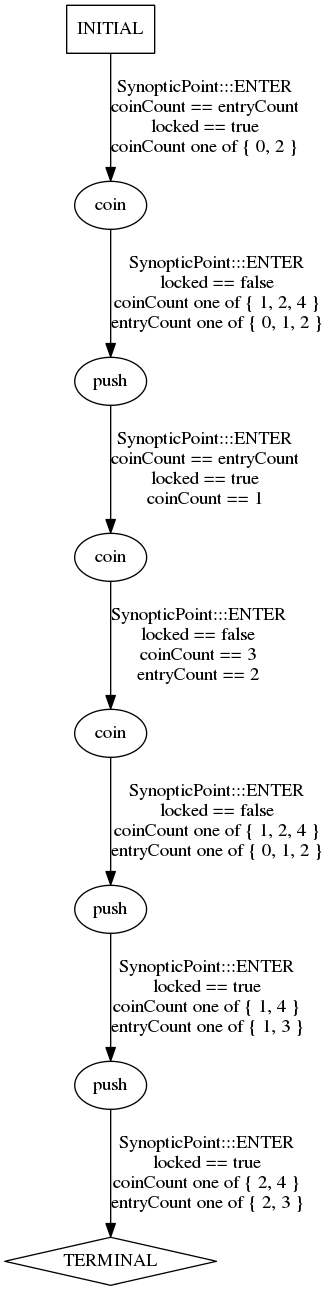 INITIAL
SynopticPoint:::ENTER
coinCount == entryCount
locked == true
coinCount one of { 0, 2 }
coin
SynopticPoint:::ENTER
locked == false
coinCount one of { 1, 2, 4 }
entryCount one of { 0, 1, 2 }
push
SynopticPoint:::ENTER
coinCount == entryCount
locked == true
coinCount == 1
coin
SynopticPoint:::ENTER
locked == false
coinCount == 3
entryCount == 2
coin
SynopticPoint:::ENTER
locked == false
coinCount one of { 1, 2, 4 }
entryCount one of { 0, 1, 2 }
push
SynopticPoint:::ENTER
locked == true
coinCount one of { 1, 4 }
entryCount one of { 1, 3 }
push
SynopticPoint:::ENTER
locked == true
coinCount one of { 2, 4 }
entryCount one of { 2, 3 }
TERMINAL